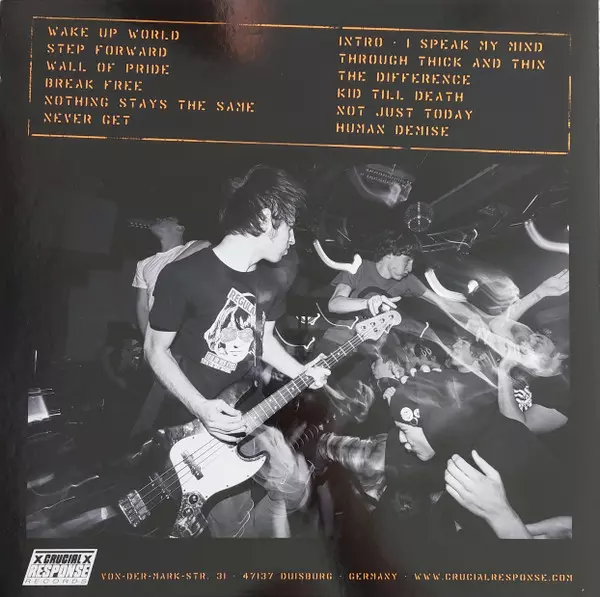 WAKE UP WORLD
STEP FORWARD
WALL OF PRIDE
BREAK FREE
NOTHING STAYS THE SAME
NEVER GET
INTRO · I SPEAK MY MIND
THROUGH THICK AND THIN
THE DIFFERENCE
KID TILL DEATH
NOT JUST TODAY
HUMAN DEMISE
X CRUCIAL X
RESPONSE
RECORDS
VON-DER-MARK-STR. 31 · 47137 DUISBURG · GERMANY · WWW.CRUCIALRESPONSE.COM